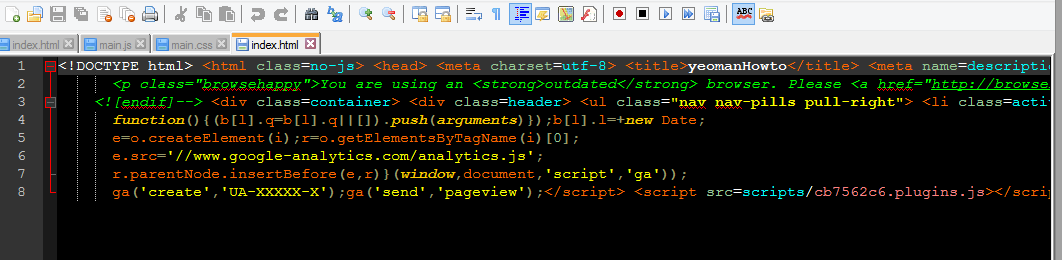 ABC
index.html main.js main.css index.html
1 <!DOCTYPE html> <html class=no-js> <head> <meta charset=utf-8> <title>yeomanHowto</title> <meta name=descripti
2 <p class="browsehappy">You are using an <strong>outdated</strong> browser. Please <a href="http://browse
3 <![endif]--> <div class=container> <div class=header> <ul class="nav nav-pills pull-right"> <li class=acti
4 function(){(b[l].q=b[l].q||[]).push(arguments)});b[l].l=+new Date;
5 e=o.createElement(i);r=o.getElementsByTagName(i)[0];
6 e.src='//www.google-analytics.com/analytics.js';
7 r.parentNode.insertBefore(e,r)}(window,document,'script','ga'));
8 ga('create','UA-XXXXX-X');ga('send','pageview');</script> <script src=scripts/cb7562c6.plugins.js></scrip